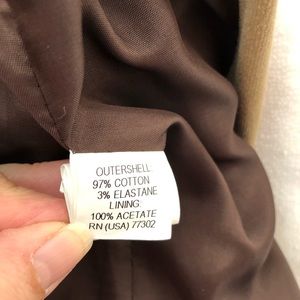 OUTERSHELL
97% COTTON
3% ELASTANE
LINING
100% ACETATE
RN (USA) 77302